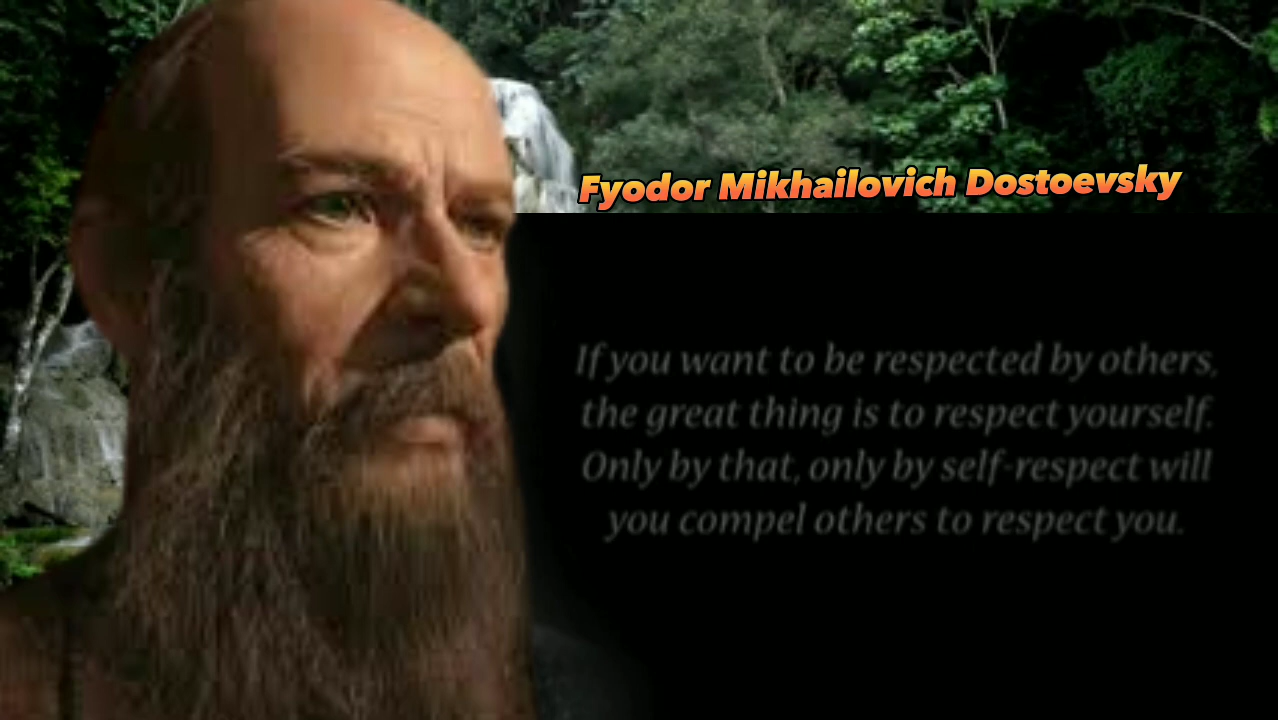 Fyodor Mikhailovich Dostoevsky
If you want to be respected by others,
the great thing is to respect yourself.
Only by that, only by self-respect will
you compel others to respect you.